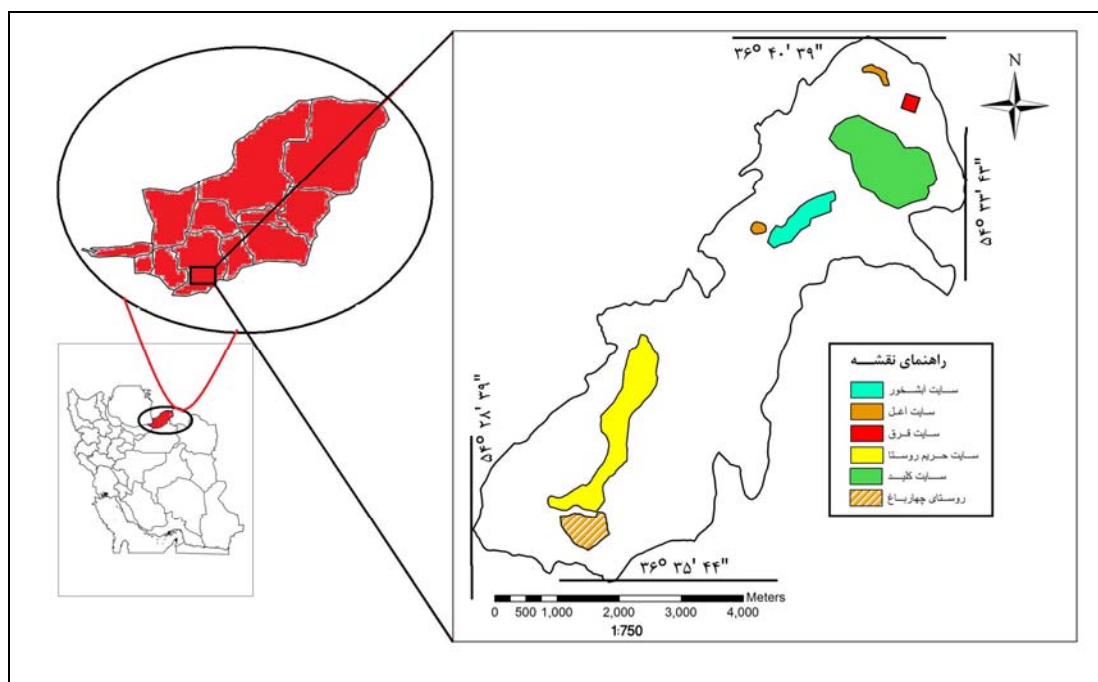 ۳۶° ۴۰' ۳۹"
N
۵۴° ۳۳' ۴۳"
راهنمای نقشه
سایت آبشخور
سایت آغل
سایت قرق
سایت حریم روستا
سایت کلید
روستای چهارباغ
۵۴° ۲۸' ۳۹"
۳۶° ۳۵' ۴۴"
Meters
0 500 1,000 2,000 3,000 4,000
1:750